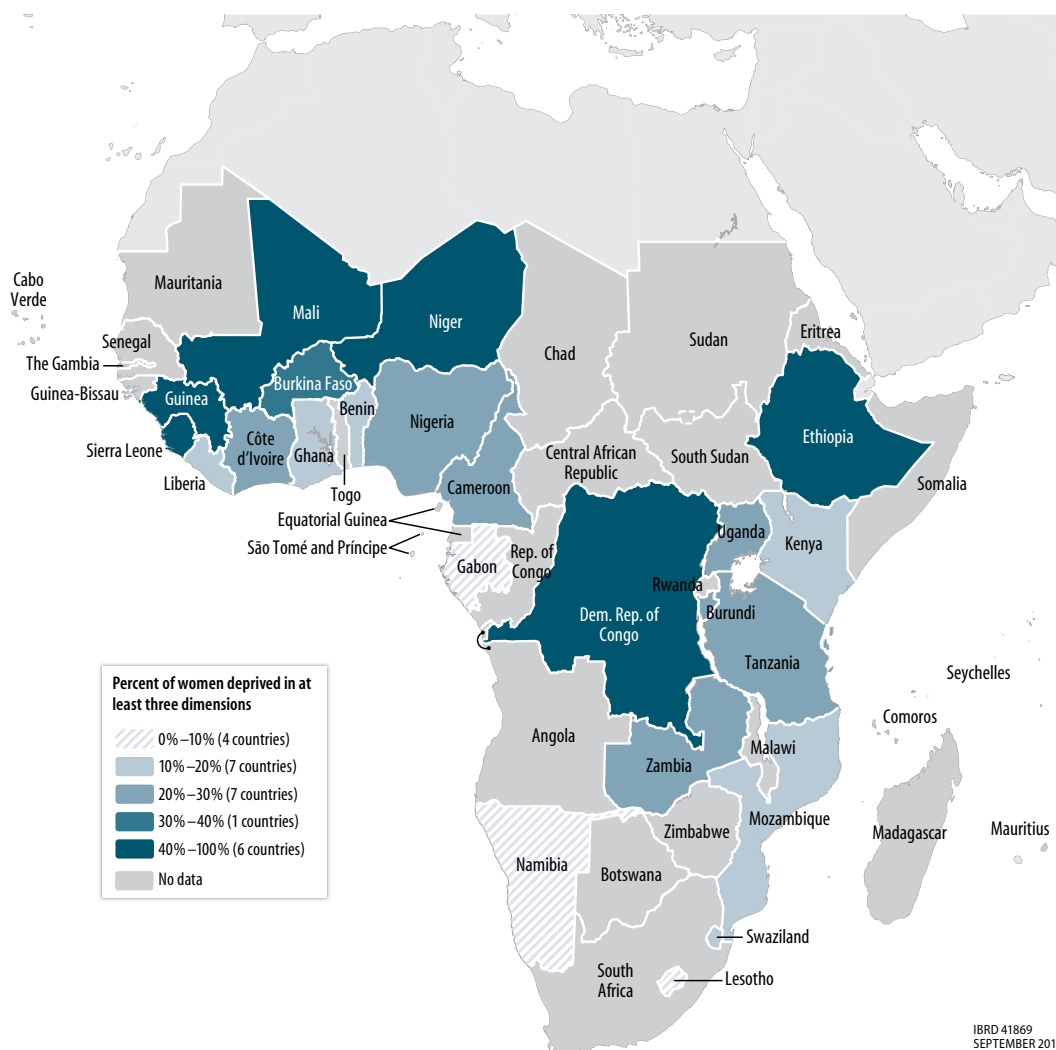 Cabo
Verde
Mauritania
Mali
Niger
Chad
Sudan
Eritrea
Senegal
The Gambia
Guinea-Bissau
Guinea
Burkina Faso
Benin
Nigeria
Ethiopia
Sierra Leone
Côte
d'Ivoire
Ghana
Central African
Republic
South Sudan
Somalia
Liberia
Togo
Cameroon
Equatorial Guinea
São Tomé and Príncipe
Gabon
Rep. of
Congo
Uganda
Kenya
Rwanda
Burundi
Dem. Rep. of
Congo
Tanzania
Seychelles
Comoros
Angola
Malawi
Zambia
Mozambique
Zimbabwe
Madagascar
Mauritius
Namibia
Botswana
Swaziland
South
Africa
Lesotho
Percent of women deprived in at
least three dimensions
0%–10% (4 countries)
10%–20% (7 countries)
20%–30% (7 countries)
30%–40% (1 countries)
40%–100% (6 countries)
No data
IBRD 41869
SEPTEMBER 201